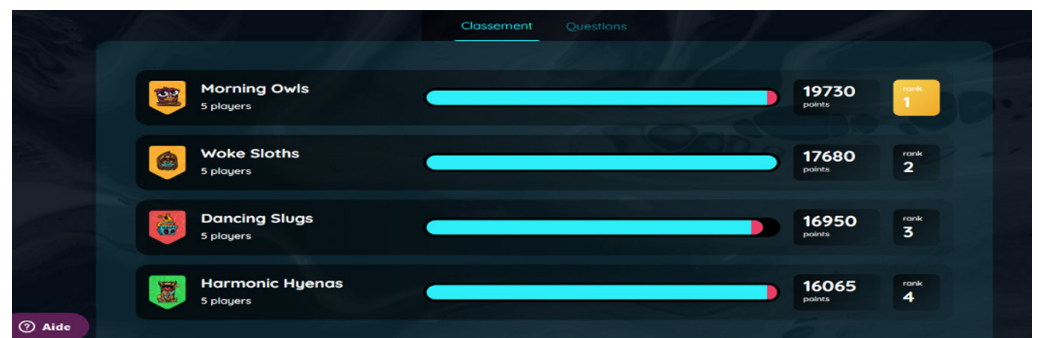 Classement Questions
Morning Owls
5 players
19730
points
rank
1
Woke Sloths
5 players
17680
points
rank
2
Dancing Slugs
5 players
16950
points
rank
3
Harmonic Hyenas
5 players
16065
points
rank
4
? Aide